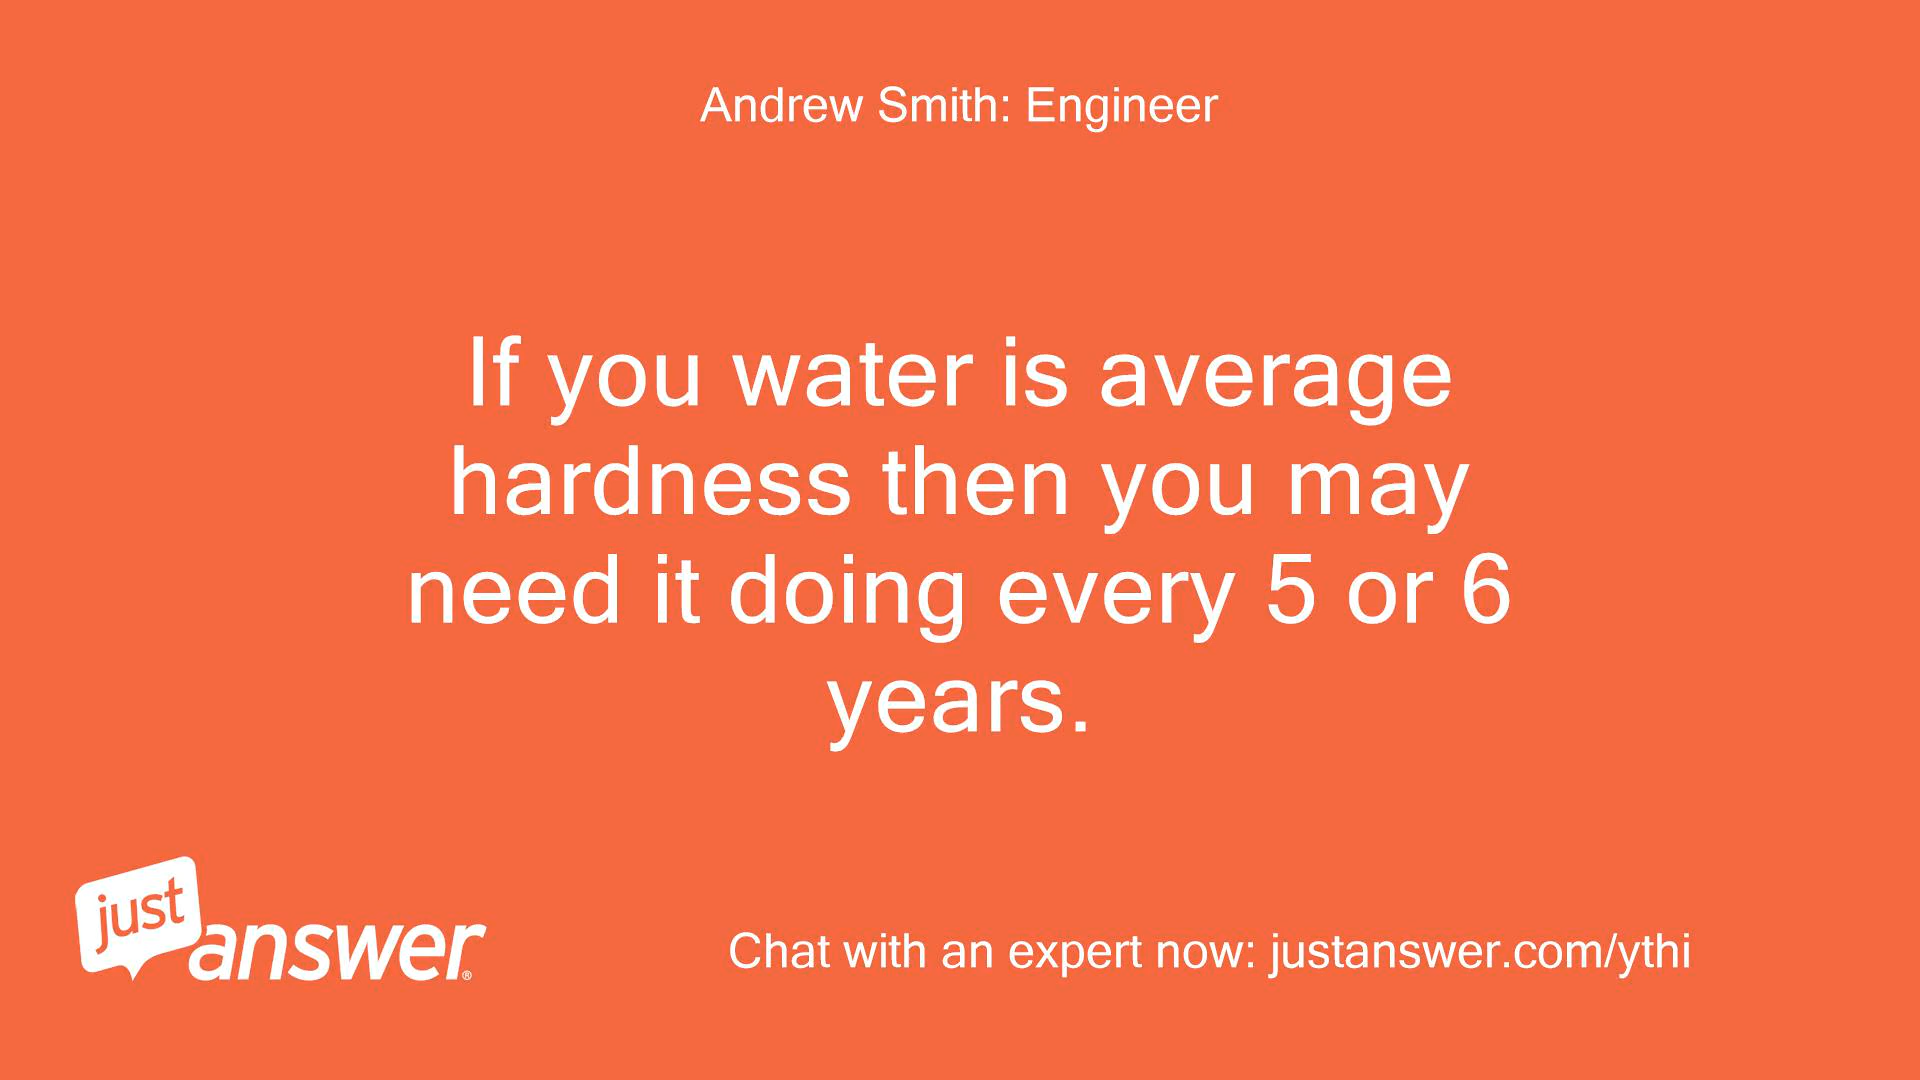 Andrew Smith: Engineer
If you water is average
hardness then you may
need it doing every 5 or 6
years.
just
answer®
Chat with an expert now: justanswer.com/ythi